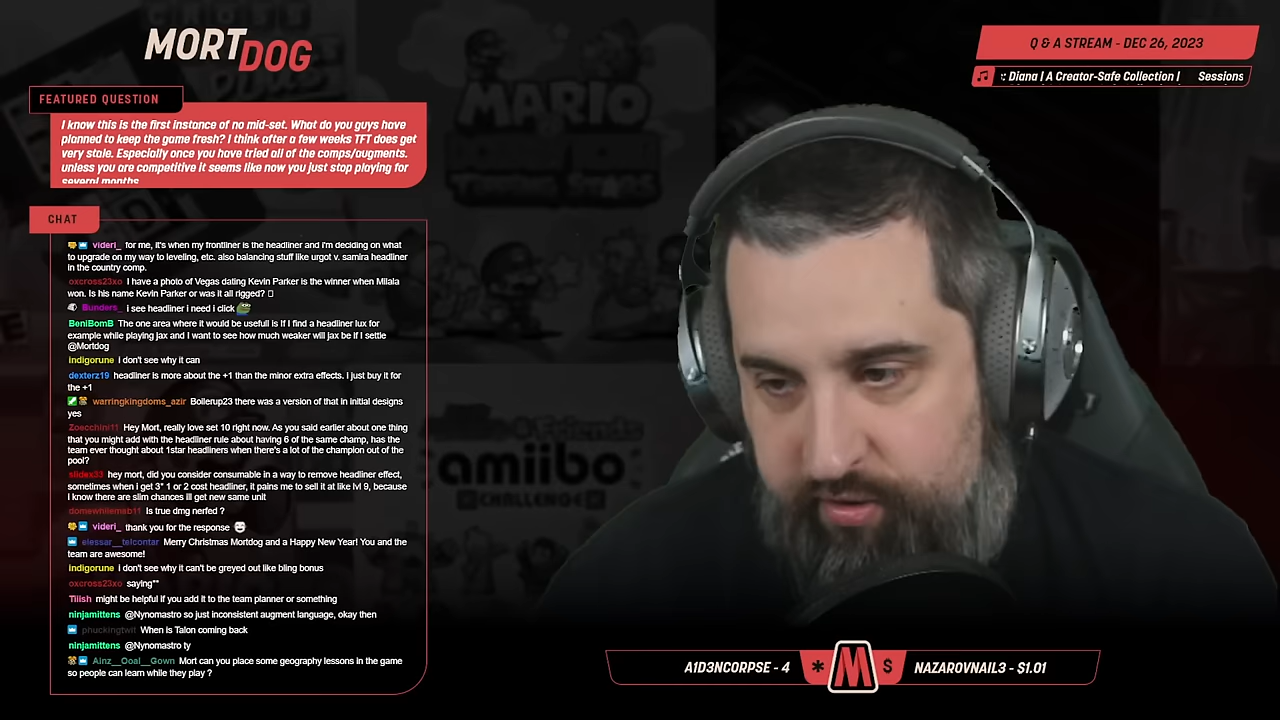 MORTDOG
Q & A STREAM - DEC 26, 2023
: Diana | A Creator-Safe Collection | Sessions
FEATURED QUESTION
I know this is the first instance of no mid-set. What do you guys have
planned to keep the game fresh? I think after a few weeks TFT does get
very stale. Especially once you have tried all of the comps/augments.
unless you are competitive it seems like now you just stop playing for
several months
CHAT
videri_ for me, it's when my frontliner is the headliner and i'm deciding on what
to upgrade on my way to leveling, etc. also balancing stuff like urgot v. samira headliner
in the country comp.
oxcross23xo I have a photo of Vegas dating Kevin Parker is the winner when Milala
won. Is his name Kevin Parker or was it all rigged?
Bunders_ i see headliner i need i click
BeniBomB The one area where it would be usefull is If I find a headliner lux for
example while playing jax and I want to see how much weaker will jax be if I settle
@Mortdog
indigorune I don't see why it can
dexterz19 headliner is more about the +1 than the minor extra effects. i just buy it for
the +1
warringkingdoms_azir Boilerup23 there was a version of that in initial designs
yes
Zoecchini11 Hey Mort, really love set 10 right now. As you said earlier about one thing
that you might add with the headliner rule about having 6 of the same champ, has the
team ever thought about 1star headliners when there's a lot of the champion out of the
pool?
slides33 hey mort, did you consider consumable in a way to remove headliner effect,
sometimes when i get 3* 1 or 2 cost headliner, it pains me to sell it at like lvl 9, because
I know there are slim chances ill get new same unit
Is true dmg nerfed ?
videri_ thank you for the response
elessar__telcontar Merry Christmas Mortdog and a Happy New Year! You and the
team are awesome!
indigorune I don't see why it can't be greyed out like bling bonus
oxcross23xo saying**
Tiiish might be helpful if you add it to the team planner or something
ninjamittens @Nynomastro so just inconsistent augment language, okay then
phuckingtwit When is Talon coming back
ninjamittens @Nynomastro ty
Ainz__Ooal__Gown Mort can you place some geography lessons in the game
so people can learn while they play ?
MARIO
amiibo
CHALLENGE
A1D3NCORPSE - 4 * M $ NAZAROVNAIL3 - $1.01